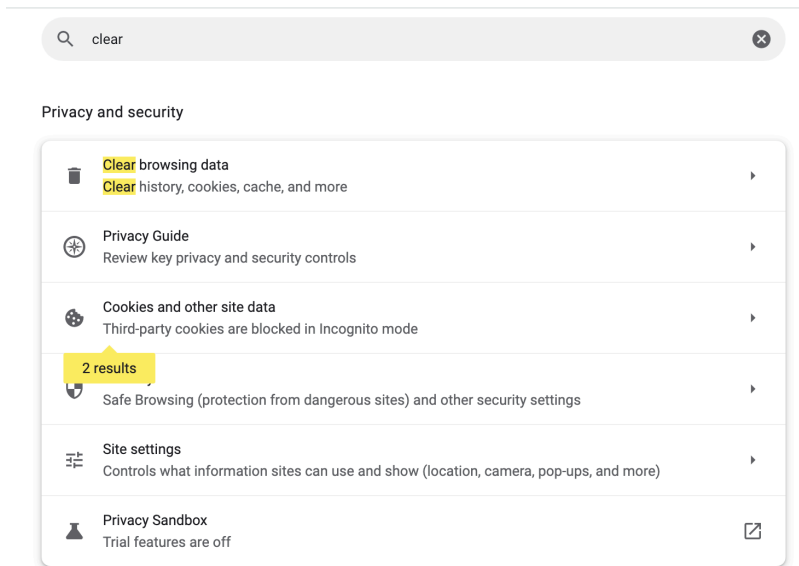 clear
Privacy and security
Clear browsing data
Clear history, cookies, cache, and more
Privacy Guide
Review key privacy and security controls
Cookies and other site data
Third-party cookies are blocked in Incognito mode
2 results
Safe Browsing (protection from dangerous sites) and other security settings
Site settings
Controls what information sites can use and show (location, camera, pop-ups, and more)
Privacy Sandbox
Trial features are off